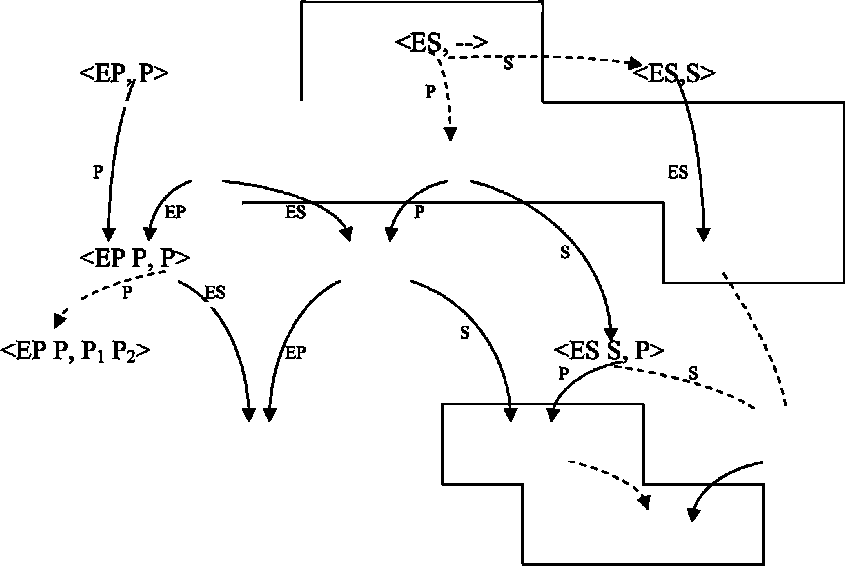 <ES, -->
<EP, P>
S
<ES,S>
P
P
ES
EP
ES
P
<EP P, P>
S
P
ES
<EP P, P1 P2>
EP
S
<ES S, P>
P
S